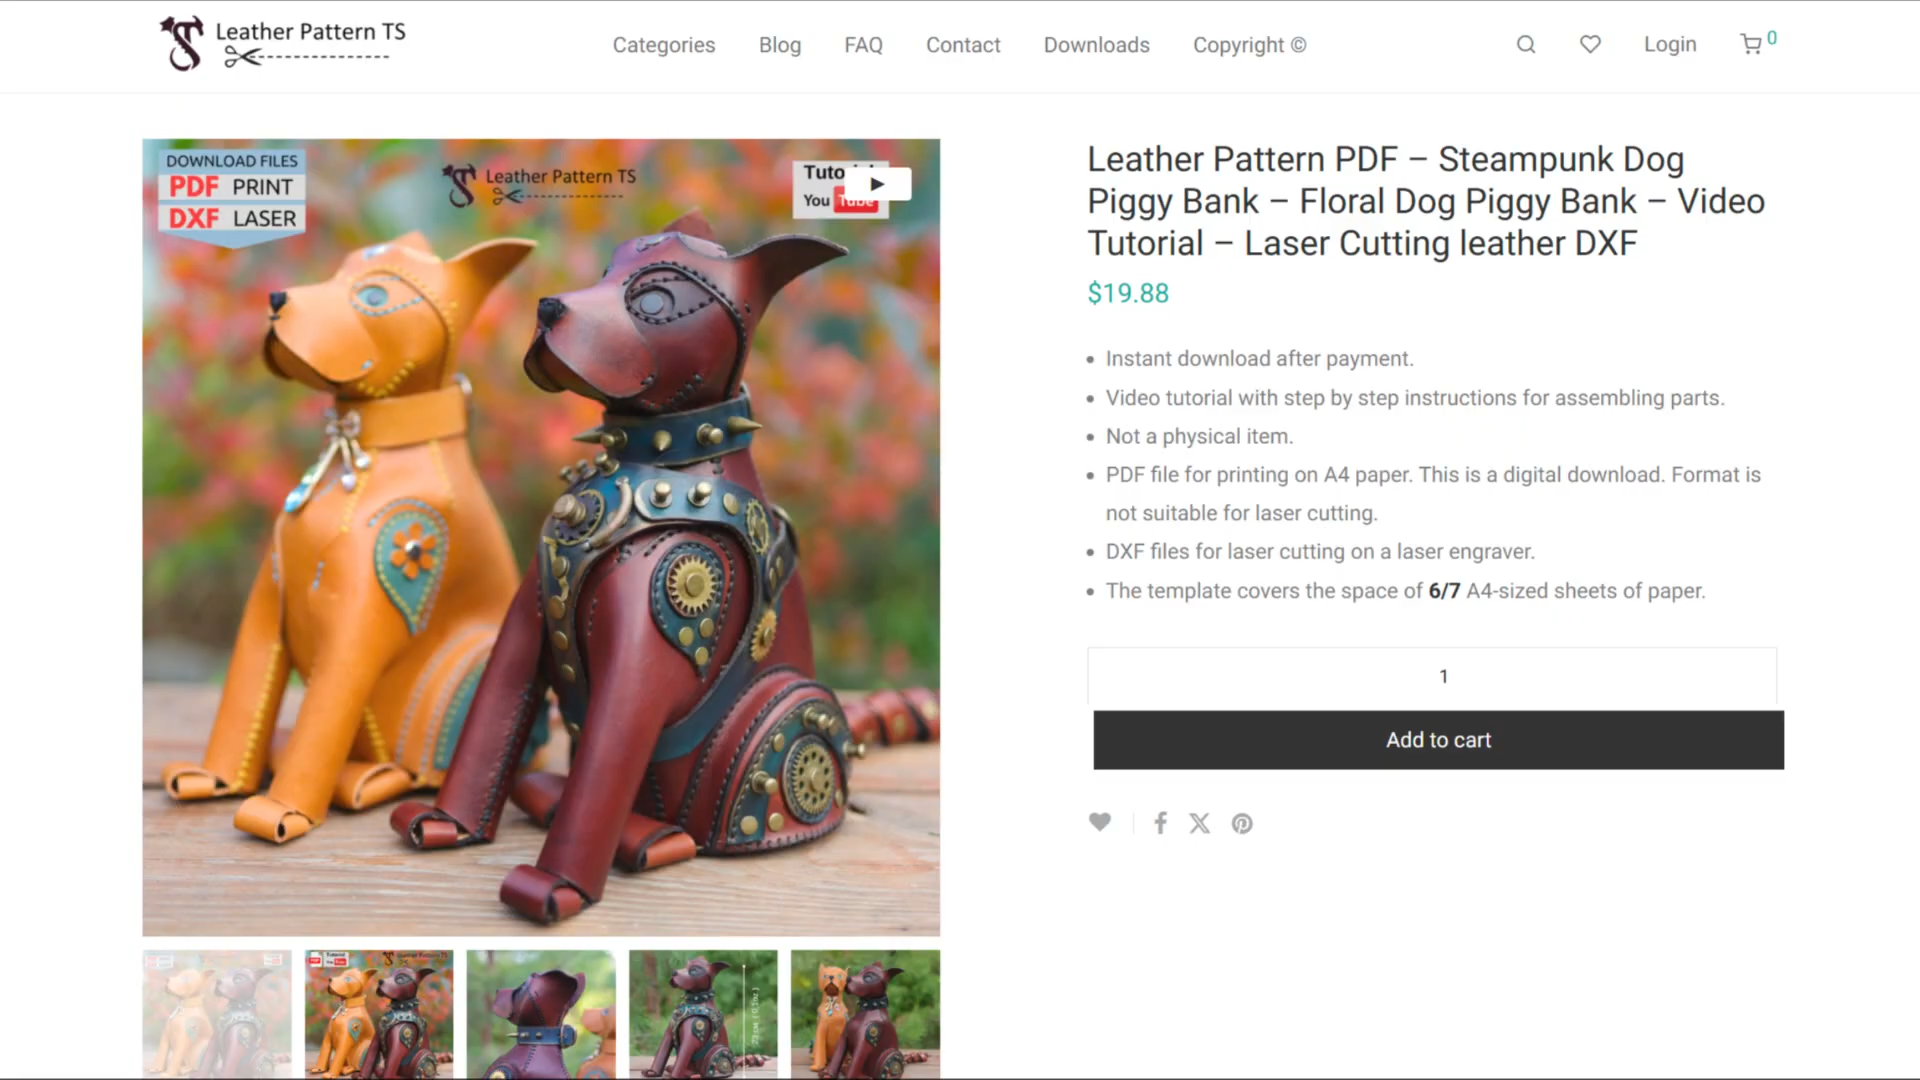 Leather Pattern TS
Categories
Blog
FAQ
Contact
Downloads
Copyright ©
Login
0
DOWNLOAD FILES
PDF PRINT
DXF LASER
Leather Pattern TS
Tuto
You Tube
Leather Pattern PDF – Steampunk Dog
Piggy Bank – Floral Dog Piggy Bank – Video
Tutorial – Laser Cutting leather DXF
$19.88
Instant download after payment.
Video tutorial with step by step instructions for assembling parts.
Not a physical item.
PDF file for printing on A4 paper. This is a digital download. Format is
not suitable for laser cutting.
DXF files for laser cutting on a laser engraver.
The template covers the space of 6/7 A4-sized sheets of paper.
1
Add to cart